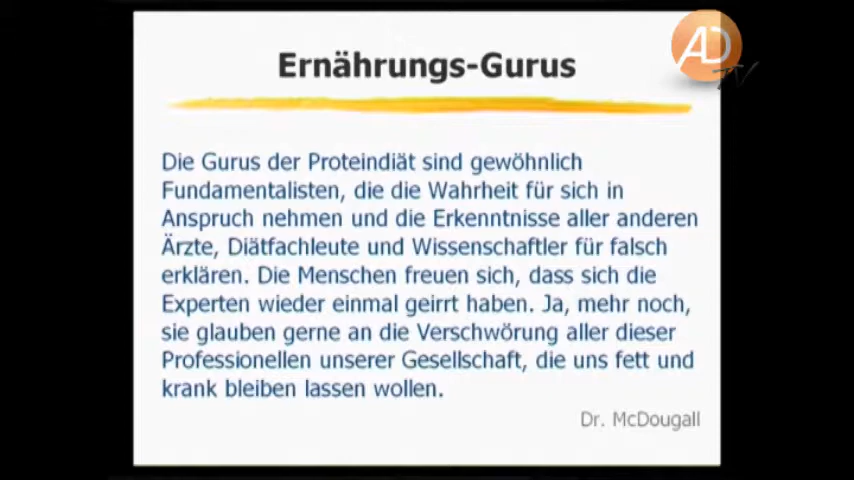 Ernährungs-Gurus
AD
TV
Die Gurus der Proteindiät sind gewöhnlich
Fundamentalisten, die die Wahrheit für sich in
Anspruch nehmen und die Erkenntnisse aller anderen
Ärzte, Diätfachleute und Wissenschaftler für falsch
erklären. Die Menschen freuen sich, dass sich die
Experten wieder einmal geirrt haben. Ja, mehr noch,
sie glauben gerne an die Verschwörung aller dieser
Professionellen unserer Gesellschaft, die uns fett und
krank bleiben lassen wollen.
Dr. McDougall